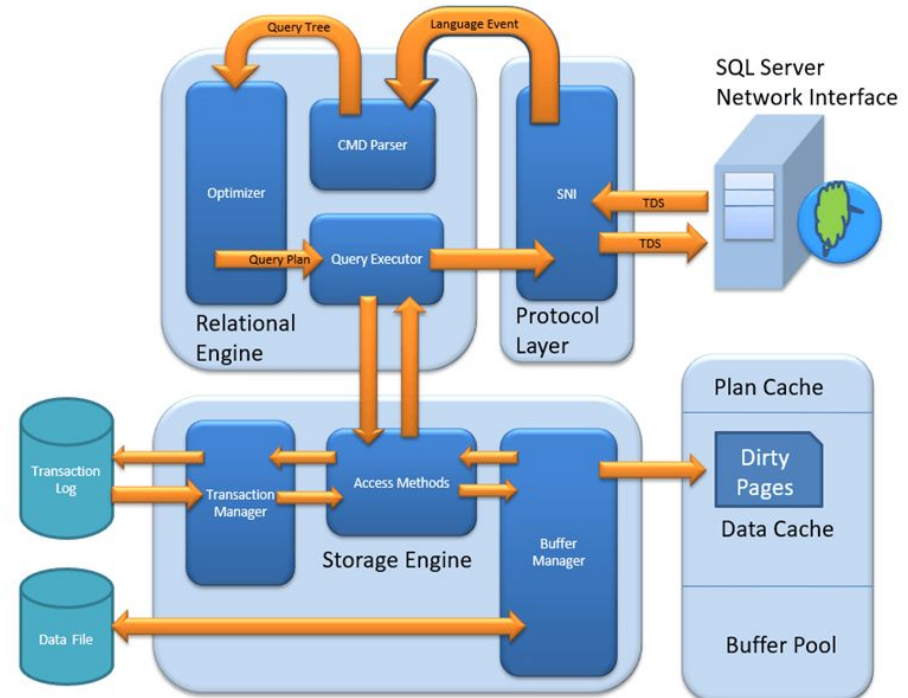 Query Tree
Language Event
SQL Server
Network Interface
CMD Parser
Optimizer
SNI
TDS
TDS
Query Plan
Query Executor
Relational
Engine
Protocol
Layer
Plan Cache
Dirty
Pages
Data Cache
Buffer Pool
Transaction
Log
Transaction
Manager
Access Methods
Storage Engine
Buffer
Manager
Data File